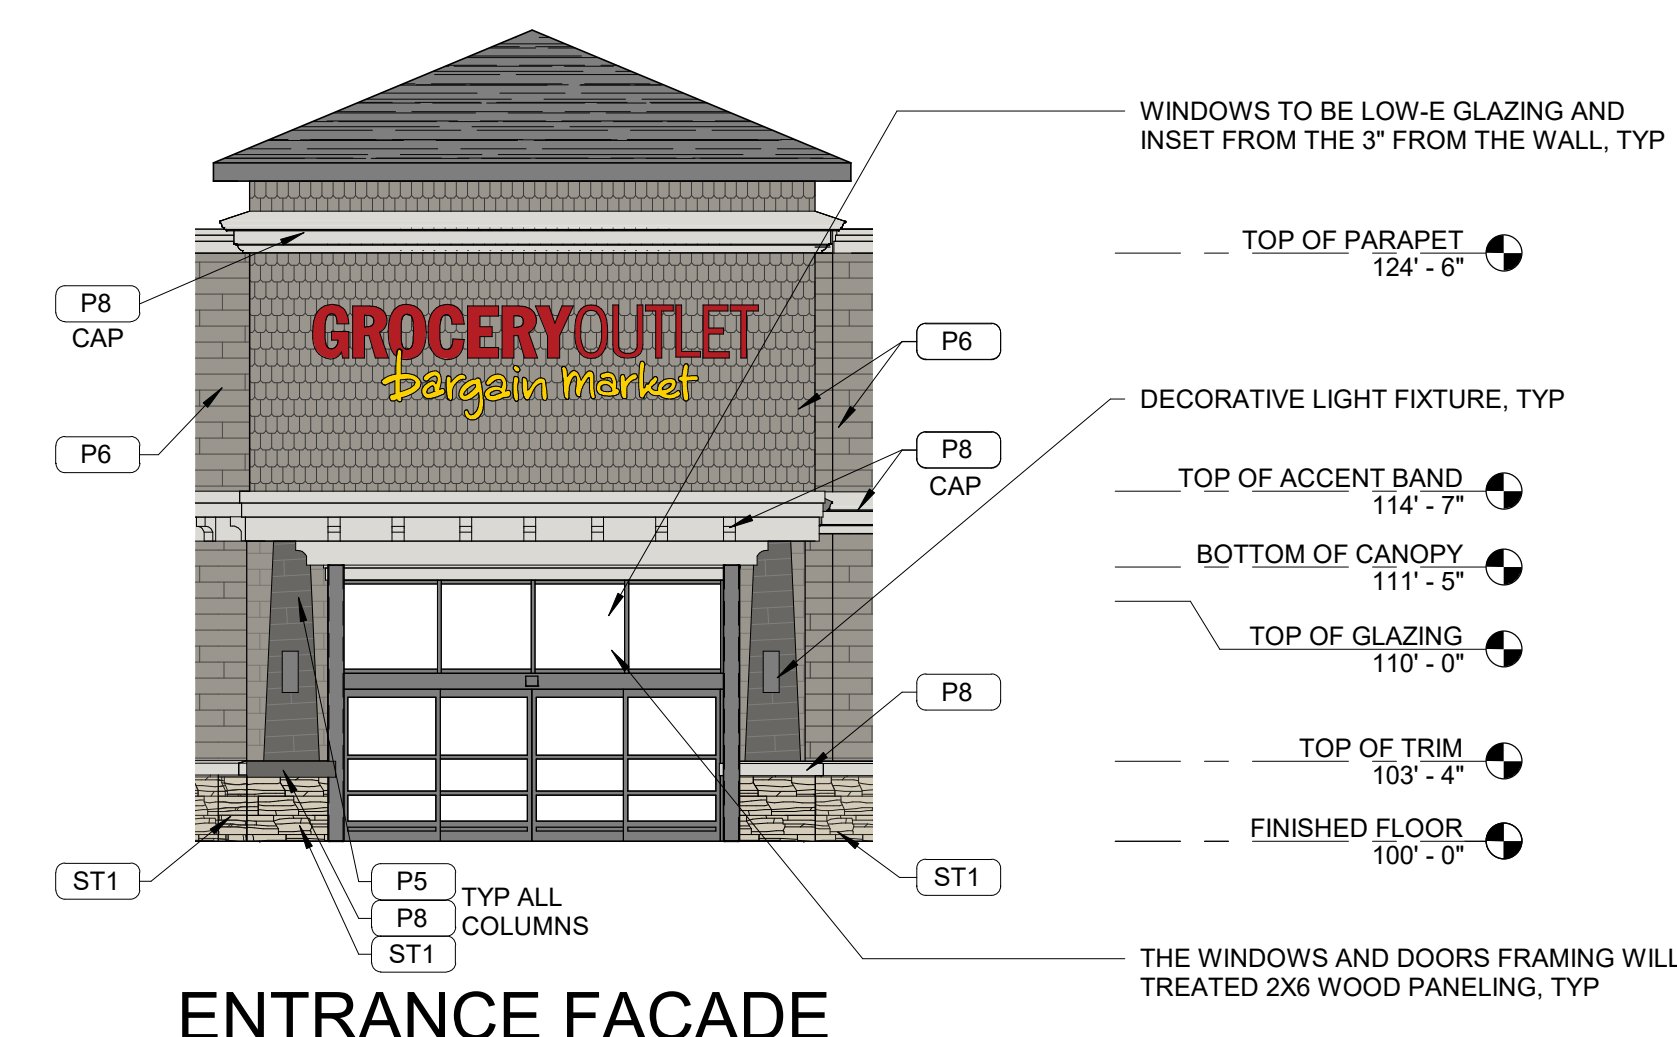 WINDOWS TO BE LOW-E GLAZING AND
INSET FROM THE 3" FROM THE WALL, TYP
TOP OF PARAPET
124' - 6"
P8
CAP
GROCERYOUTLET
bargain market
P6
P6
DECORATIVE LIGHT FIXTURE, TYP
P8
CAP
TOP OF ACCENT BAND
114' - 7"
BOTTOM OF CANOPY
111' - 5"
TOP OF GLAZING
110' - 0"
P8
TOP OF TRIM
103' - 4"
FINISHED FLOOR
100' - 0"
ST1
ST1
P5
P8
ST1
TYP ALL
COLUMNS
THE WINDOWS AND DOORS FRAMING WILL
TREATED 2X6 WOOD PANELING, TYP
ENTRANCE FACADE